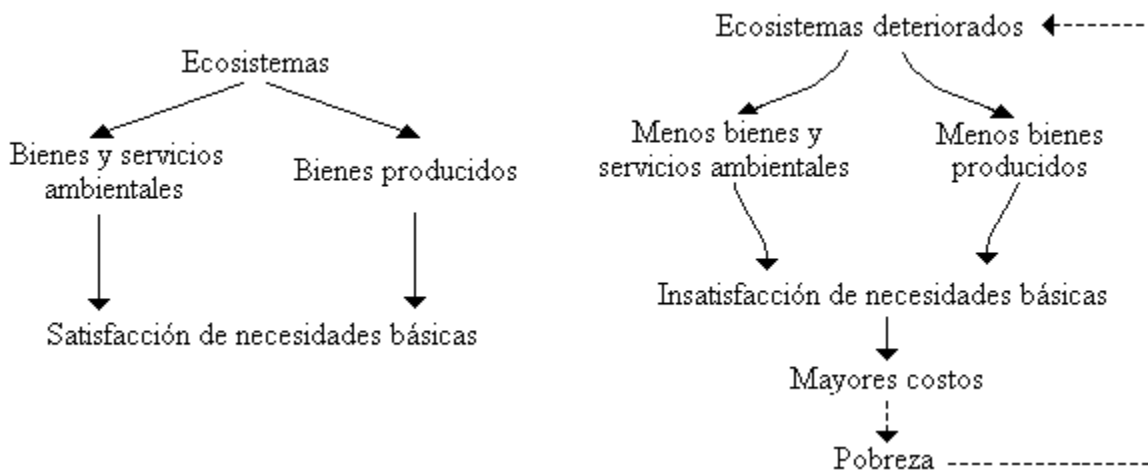 Ecosistemas
Bienes y servicios
ambientales
Bienes producidos
Satisfacción de necesidades básicas
Ecosistemas deteriorados
Menos bienes y
servicios ambientales
Menos bienes
producidos
Insatisfacción de necesidades básicas
Mayores costos
Pobreza